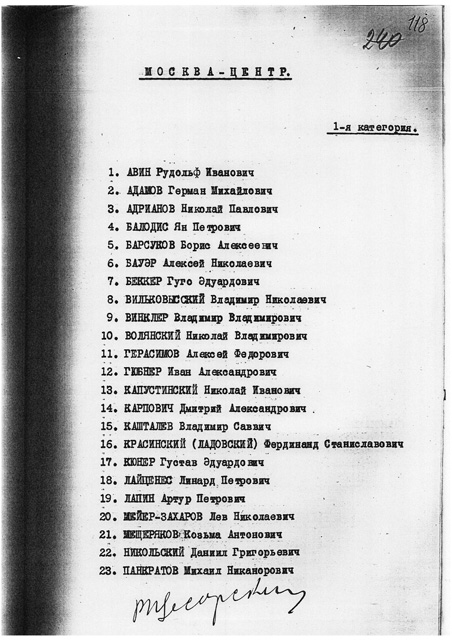 118
240
МОСКВА-ЦЕНТР.
1-я категория.
1. АВИН Рудольф Иванович
2. АДАМОВ Герман Михайлович
3. АДРИАНОВ Николай Павлович
4. БАЛОДИС Ян Петрович
5. БАРСУКОВ Борис Алексеевич
6. БАУЭР Алексей Николаевич
7. БЕККЕР Гуго Эдуардович
8. ВИЛЬКОВЫССКИЙ Владимир Николаевич
9. ВИНКЛЕР Владимир Владимирович
10. ВОЛЯНСКИЙ Николай Владимирович
11. ГЕРАСИМОВ Алексей Федорович
12. ГЮБНЕР Иван Александрович
13. КАПУСТИНСКИЙ Николай Иванович
14. КАРПОВИЧ Дмитрий Александрович
15. КАШТАЛЕВ Владимир Саввич
16. КРАСИНСКИЙ (ЛАДОВСКИЙ) Фердинанд Станиславович
17. КЮНЕР Густав Эдуардович
18. ЛАЙЦЕНЕС Линард Петрович
19. ЛАПИН Артур Петрович
20. МЕЙЕР-ЗАХАРОВ Лев Николаевич
21. МЕЩЕРЯКОВ Козьма Антонович
22. НИКОЛЬСКИЙ Даниил Григорьевич
23. ПАНКРАТОВ Михаил Никанорович